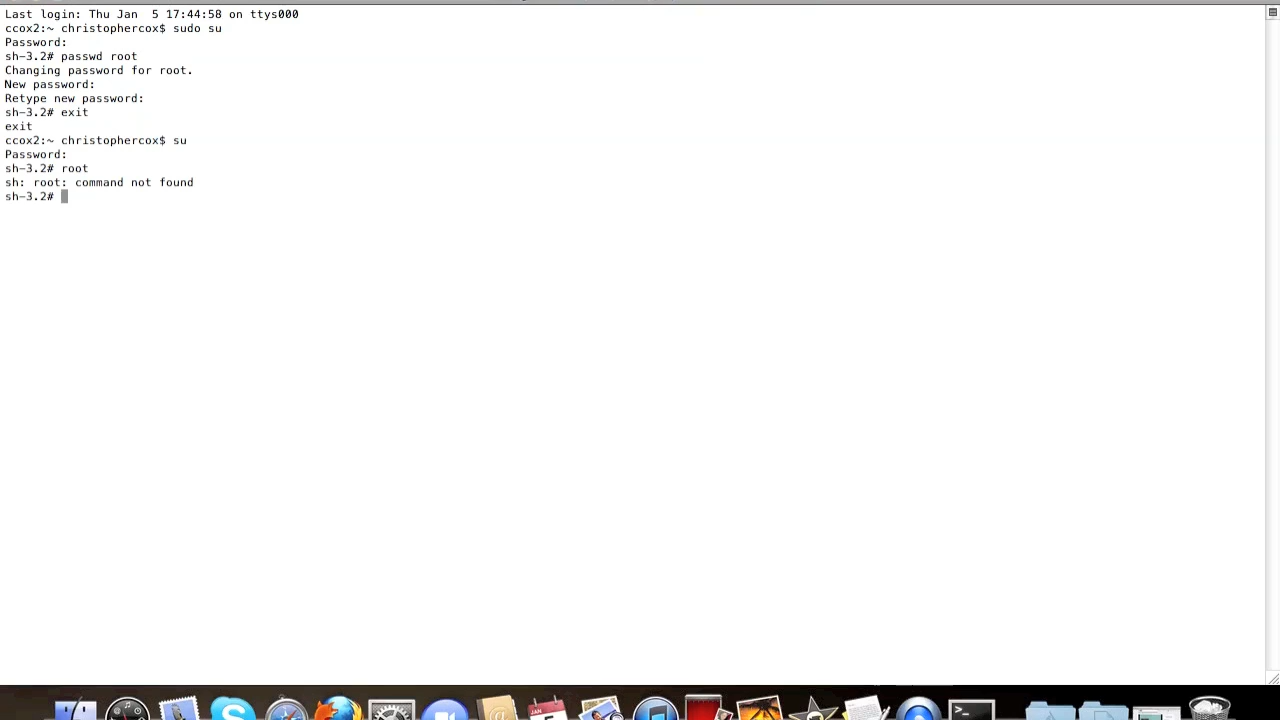 Last login: Thu Jan  5 17:44:58 on ttys000
ccox2:~ christophercox$ sudo su
Password:
sh-3.2# passwd root
Changing password for root.
New password:
Retype new password:
sh-3.2# exit
exit
ccox2:~ christophercox$ su
Password:
sh-3.2# root
sh: root: command not found
sh-3.2#
JAN
>_